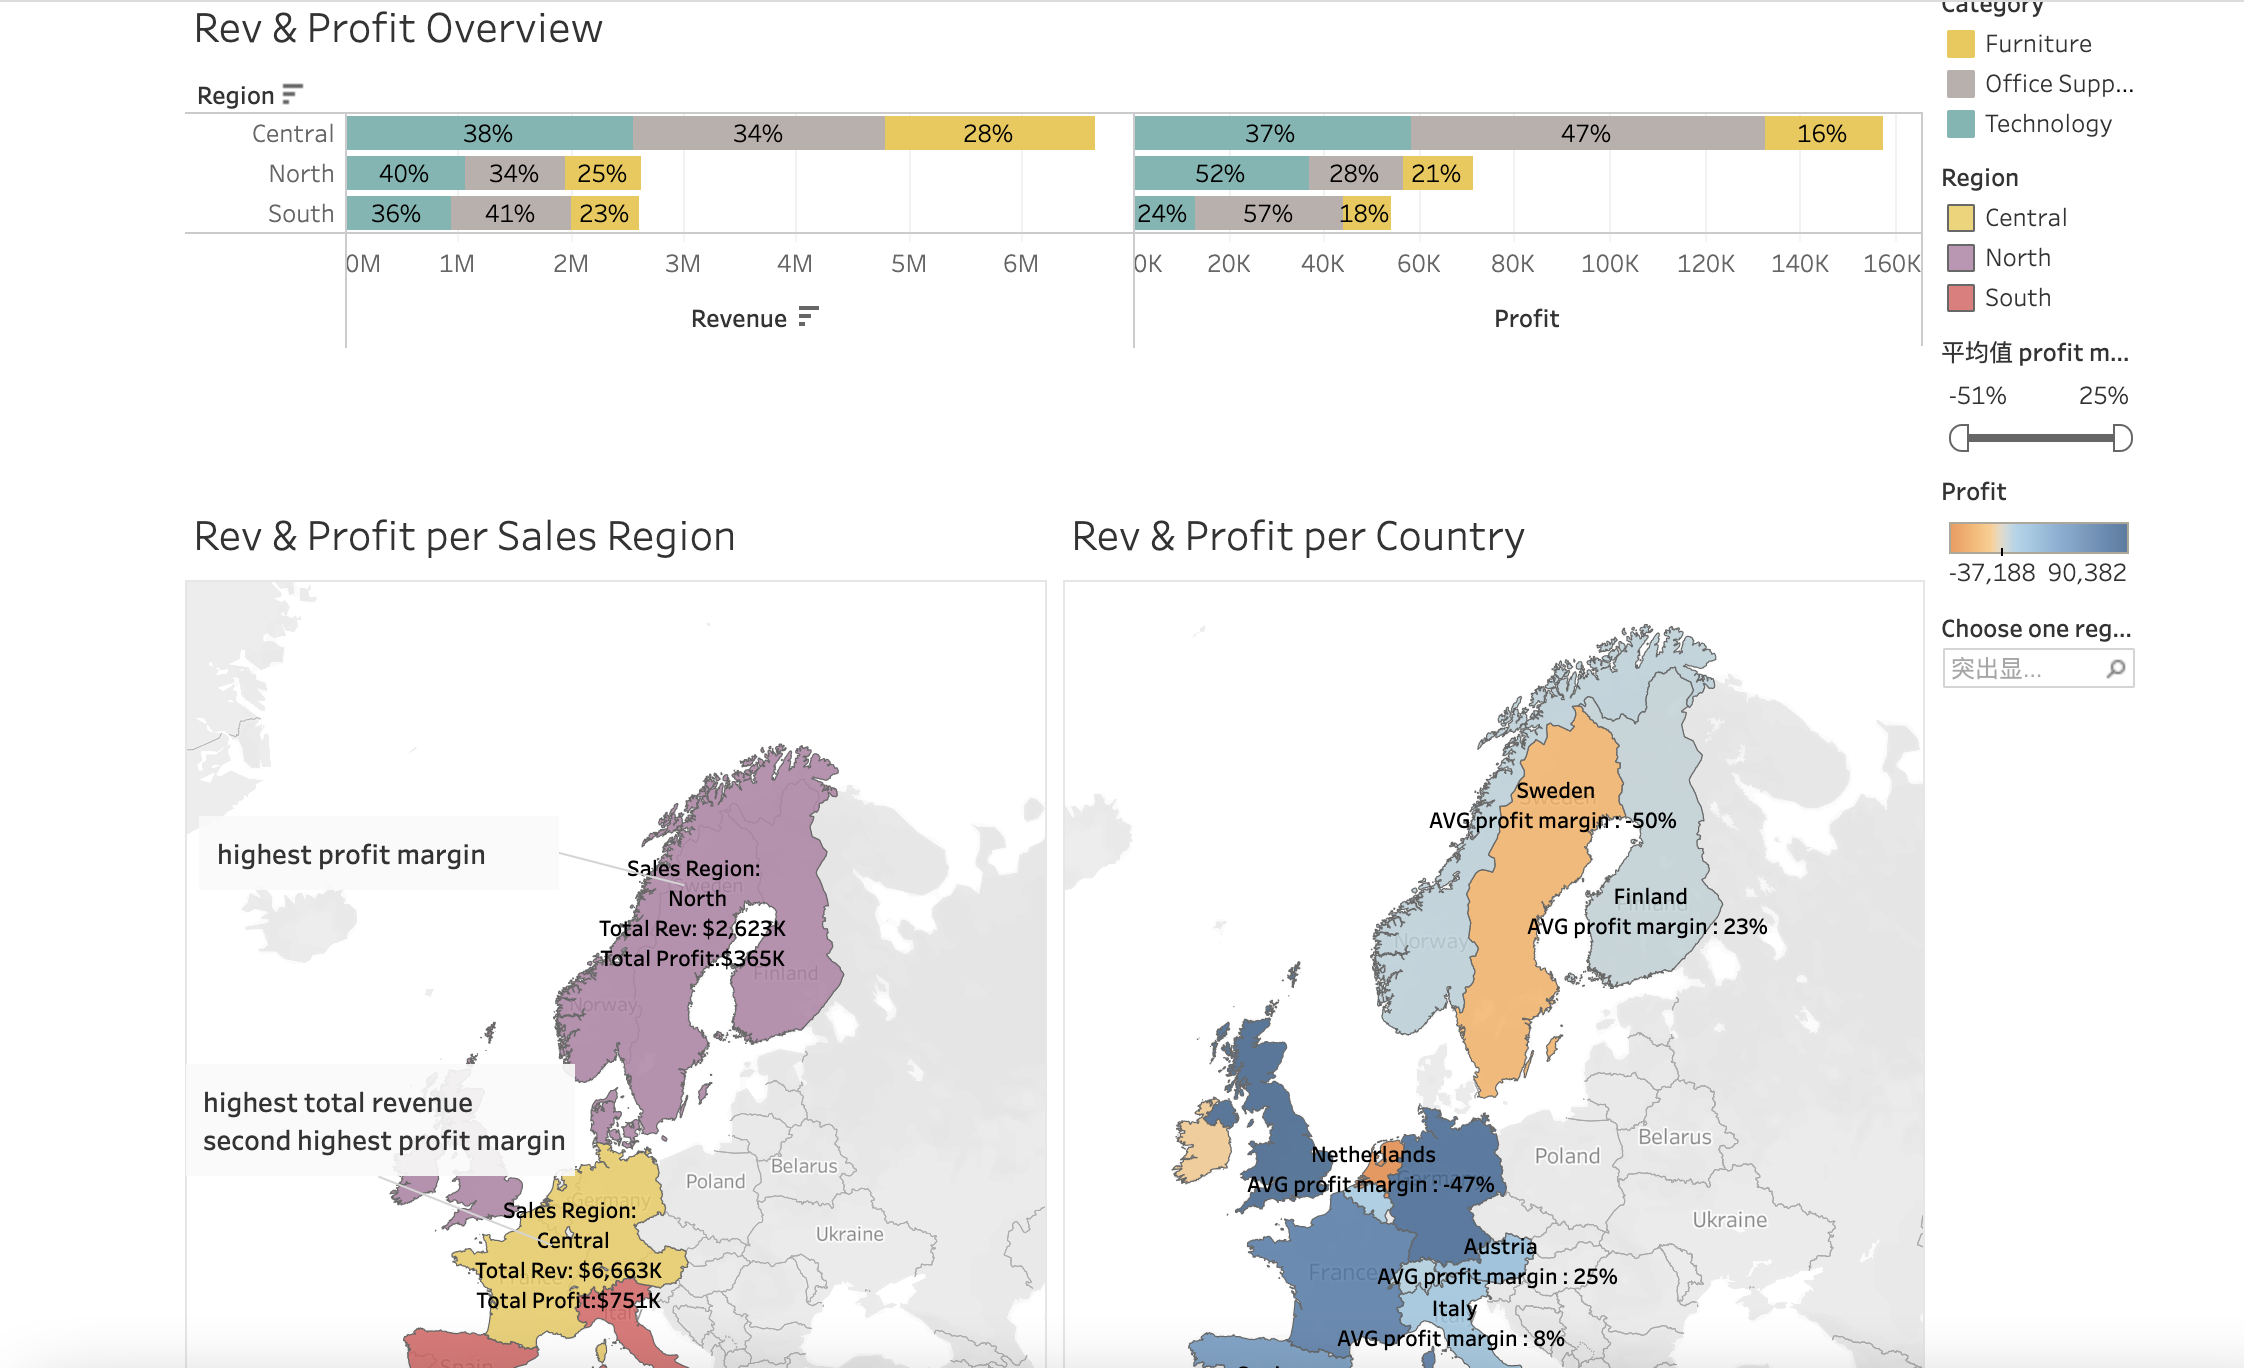 Rev & Profit Overview
Region
Central
38%
34%
28%
37%
47%
16%
North
40%
34%
25%
52%
28%
21%
South
36%
41%
23%
24%
57%
18%
0M
1M
2M
3M
4M
5M
6M
0K
20K
40K
60K
80K
100K
120K
140K
160K
Revenue
Profit
Category
Furniture
Office Supp...
Technology
Region
Central
North
South
平均值 profit m...
-51%
25%
Profit
-37,188
90,382
Choose one reg...
突出显...
Rev & Profit per Sales Region
highest profit margin
Sales Region:
North
Total Rev: $2,623K
Total Profit:$365K
Sweden
Finland
Norway
highest total revenue
second highest profit margin
Belarus
Poland
Ukraine
Germany
Sales Region:
Central
Total Rev: $6,663K
Total Profit:$751K
France
Italy
Spain
Rev & Profit per Country
Sweden
Sweden
AVG profit margin : -50%
Finland
Finland
AVG profit margin : 23%
Norway
Netherlands
AVG profit margin : -47%
Belarus
Poland
Ukraine
Austria
AVG profit margin : 25%
France
Italy
AVG profit margin : 8%